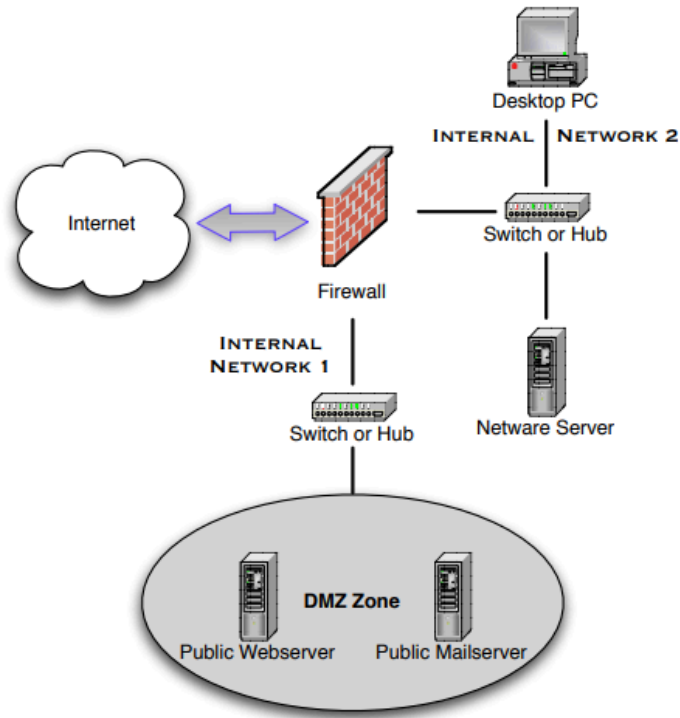 Desktop PC
INTERNAL NETWORK 2
Internet
Switch or Hub
Firewall
INTERNAL
NETWORK 1
Netware Server
Switch or Hub
DMZ Zone
Public Webserver
Public Mailserver